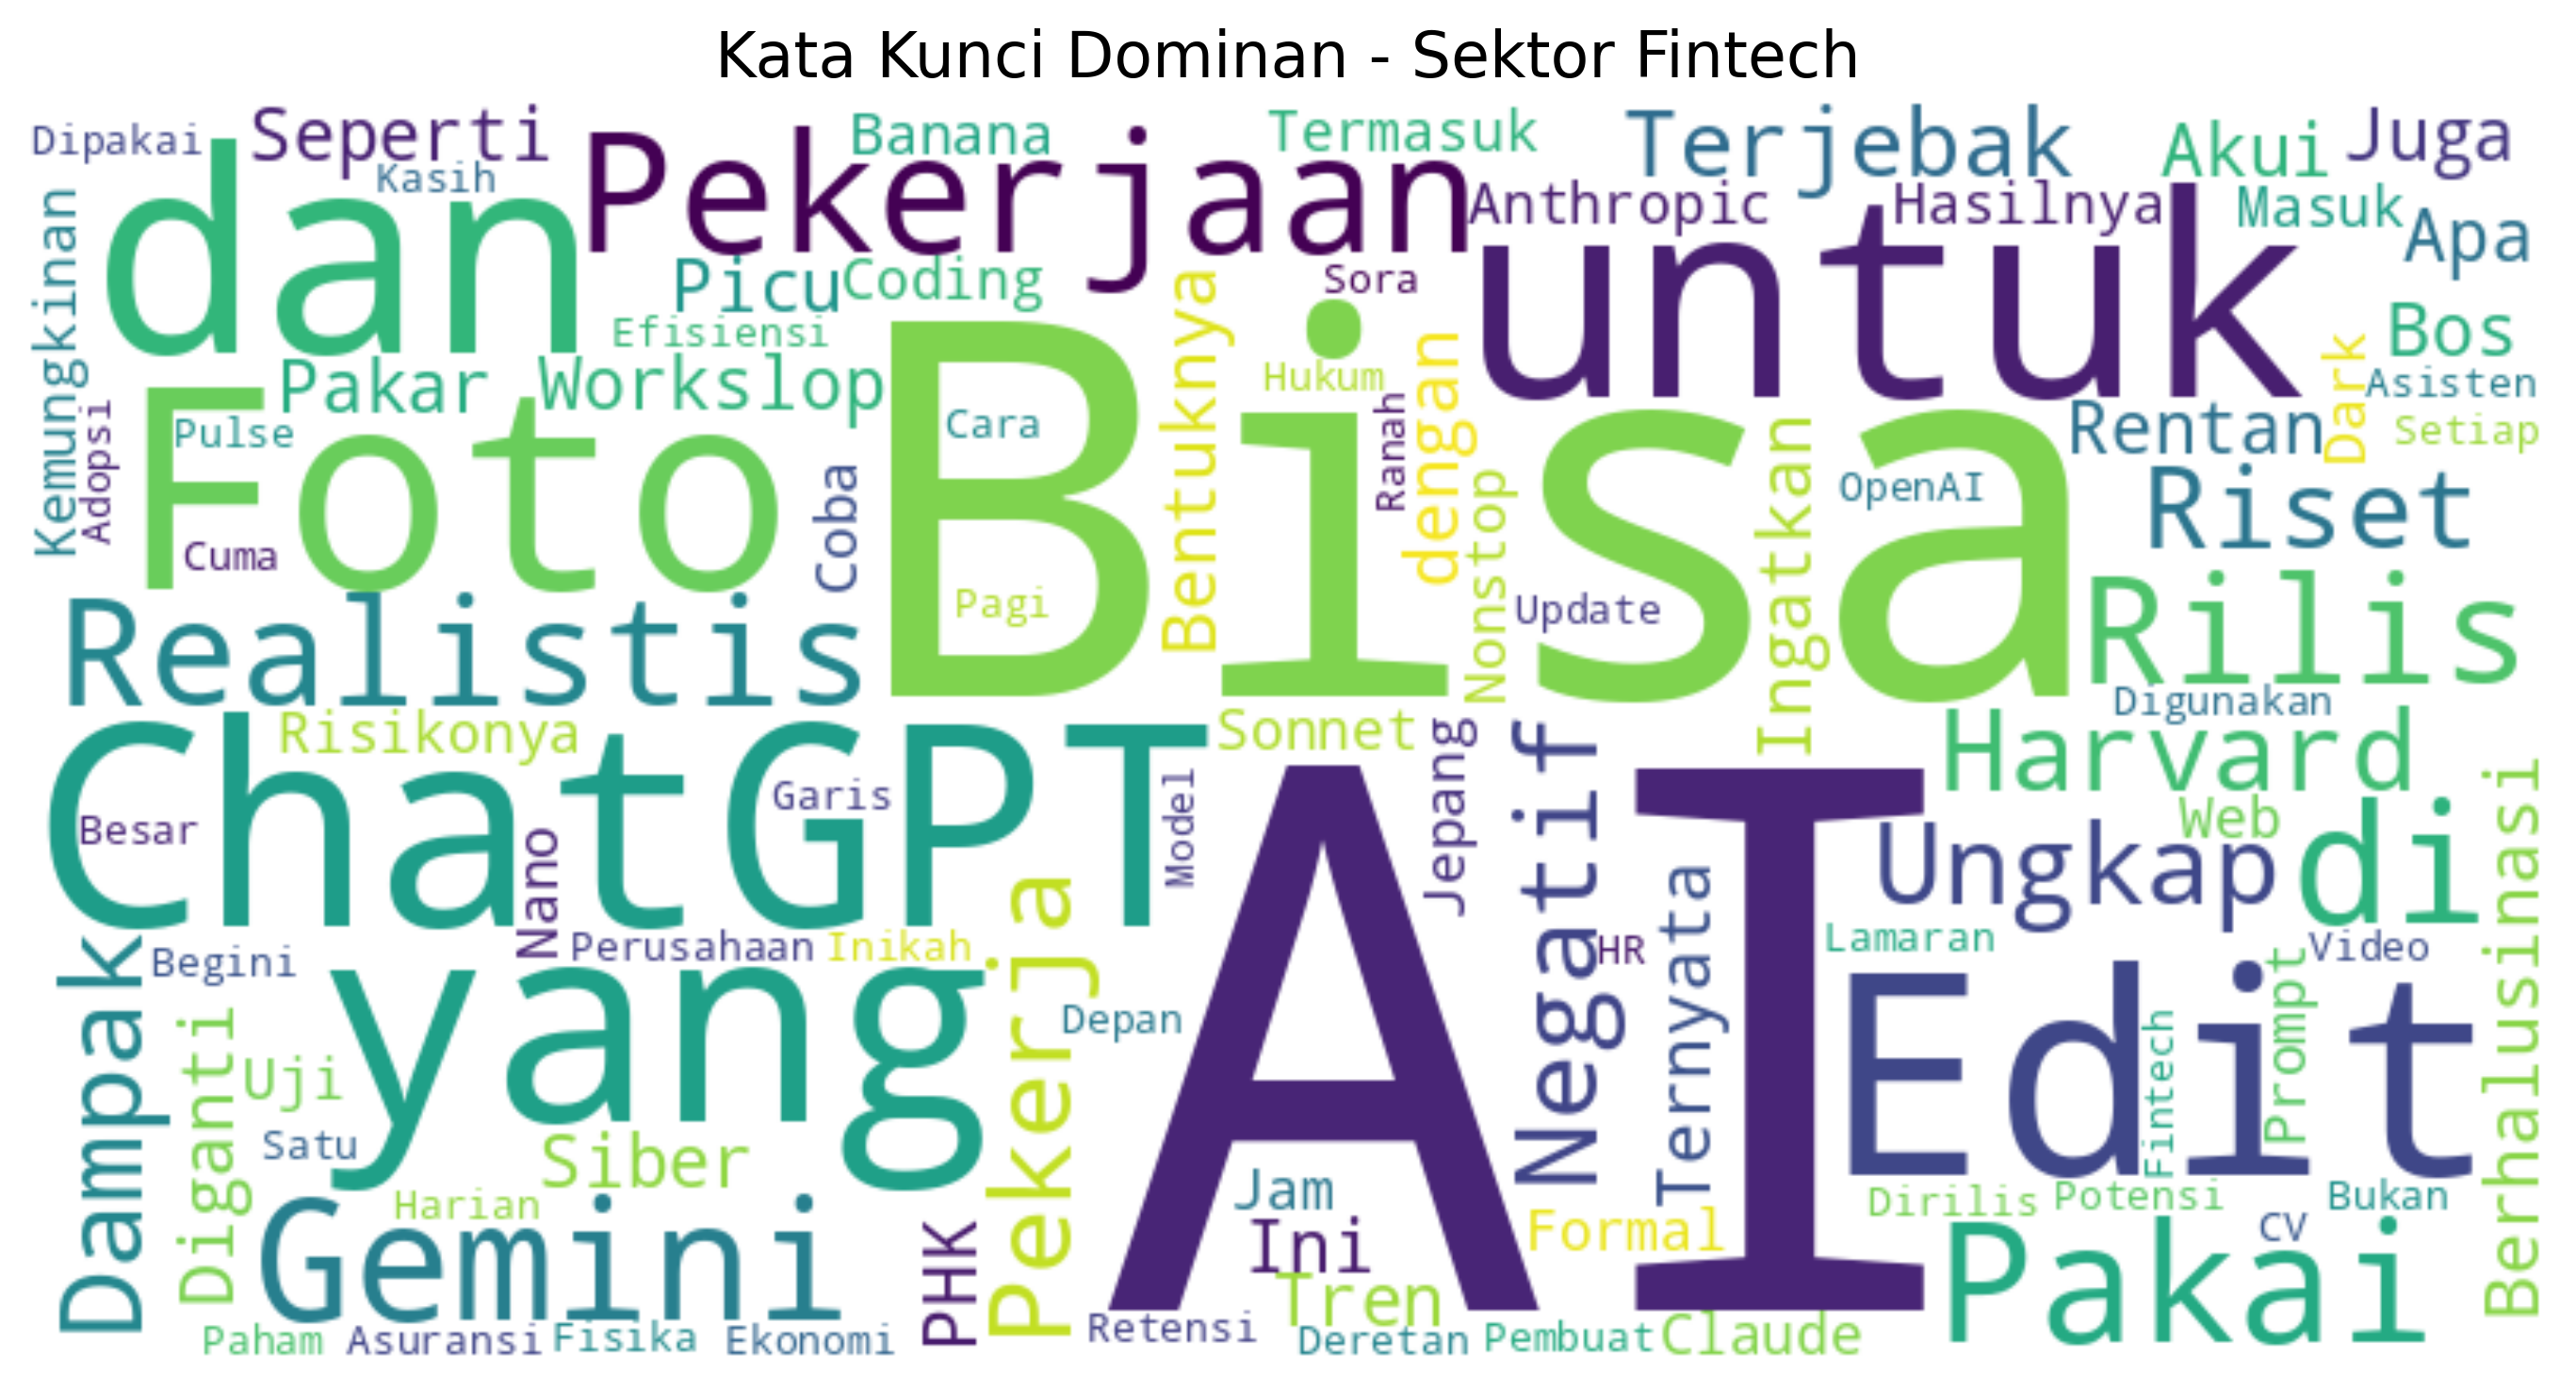 Kata Kunci Dominan - Sektor Fintech
Dipakai
Seperti
Kasih
Banana
Termasuk
Terjebak
Akui
Juga
dan
Pekerjaan
Anthropic
Hasilnya
Masuk
Apa
untuk
Kemungkinan
Picu
Coding
Sora
Efisiensi
Bentuknya
Bos
Pakar
Workslop
Bisa
Hukum
dengan
Dark
Asisten
Adopsi
Foto
Pulse
Cara
Ranah
Rentan
Setiap
Cuma
Coba
Nonstop
Ingatkan
OpenAI
Riset
Pagi
Update
Realistis
Rilis
Digunakan
Risikonya
Sonnet
Jepang
Negatif
Harvard
ChatGPT
Garis
Model
AI
Web
Besar
Nano
Ungkap
di
Berhalusinasi
Dampak
Begini
Perusahaan
Inikah
Pekerja
HR
Ternyata
Lamaran
Video
yang
Depan
Edit
Fintech
Prompt
Diganti
Uji
Satu
Siber
Jam
Dirilis
Potensi
Bukan
Harian
Gemini
PHK
Ini
Formal
CV
Pakai
Tren
Paham
Asuransi
Fisika
Ekonomi
Retensi
Deretan
Pembuat
Claude